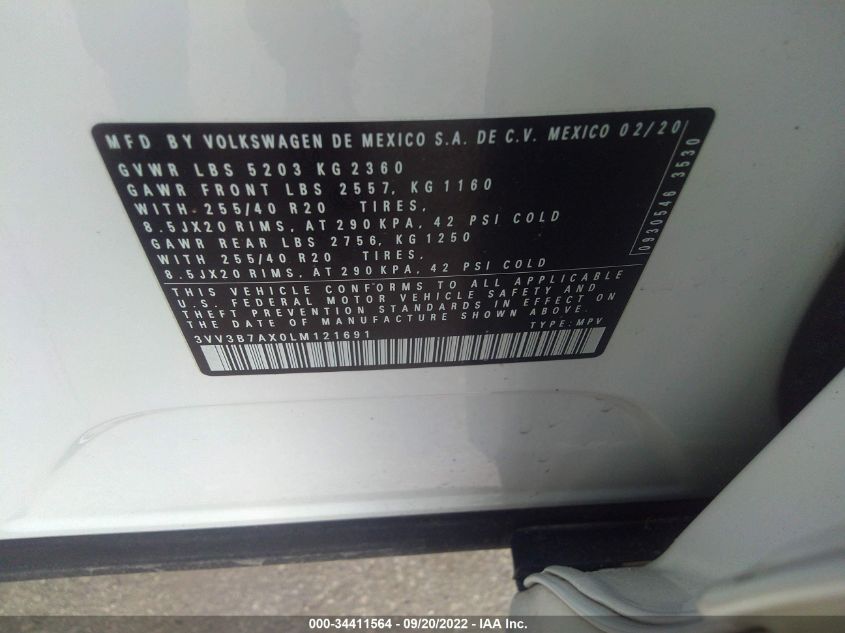 MFD BY VOLKSWAGEN DE MEXICO S.A. DE C.V. MEXICO 02/20
GVWR LBS 5203 KG 2360
GAWR FRONT LBS 2557, KG 1160
WITH 255/40 R20 TIRES,
8.5JX20 RIMS, AT 290 KPA, 42 PSI COLD
GAWR REAR LBS 2756, KG 1250
WITH 255/40 R20 TIRES,
8.5JX20 RIMS, AT 290 KPA, 42 PSI COLD
0930546 3530
THIS VEHICLE CONFORMS TO ALL APPLICABLE
U.S. FEDERAL MOTOR VEHICLE SAFETY AND
THEFT PREVENTION STANDARDS IN EFFECT ON
THE DATE OF MANUFACTURE SHOWN ABOVE.
3VV3B7AX0LM121691 TYPE: MPV
000-34411564 - 09/20/2022 - IAA Inc.